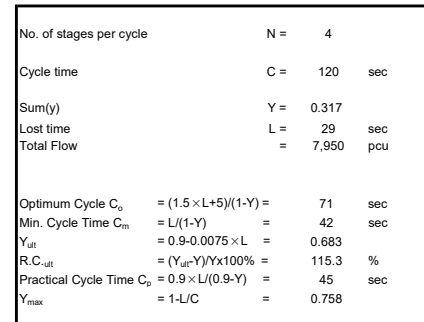 No. of stages per cycle N = 4
Cycle time C = 120 sec
Sum(y) Y = 0.317
Lost time L = 29 sec
Total Flow = 7,950 pcu
Optimum Cycle Cₒ = (1.5×L+5)/(1-Y) = 71 sec
Min. Cycle Time Cₘ = L/(1-Y) = 42 sec
Yᵤₗₜ = 0.9-0.0075×L = 0.683
R.C.ᵤₗₜ = (Yᵤₗₜ-Y)/Yx100% = 115.3 %
Practical Cycle Time Cₚ = 0.9×L/(0.9-Y) = 45 sec
Yₘₐₓ = 1-L/C = 0.758